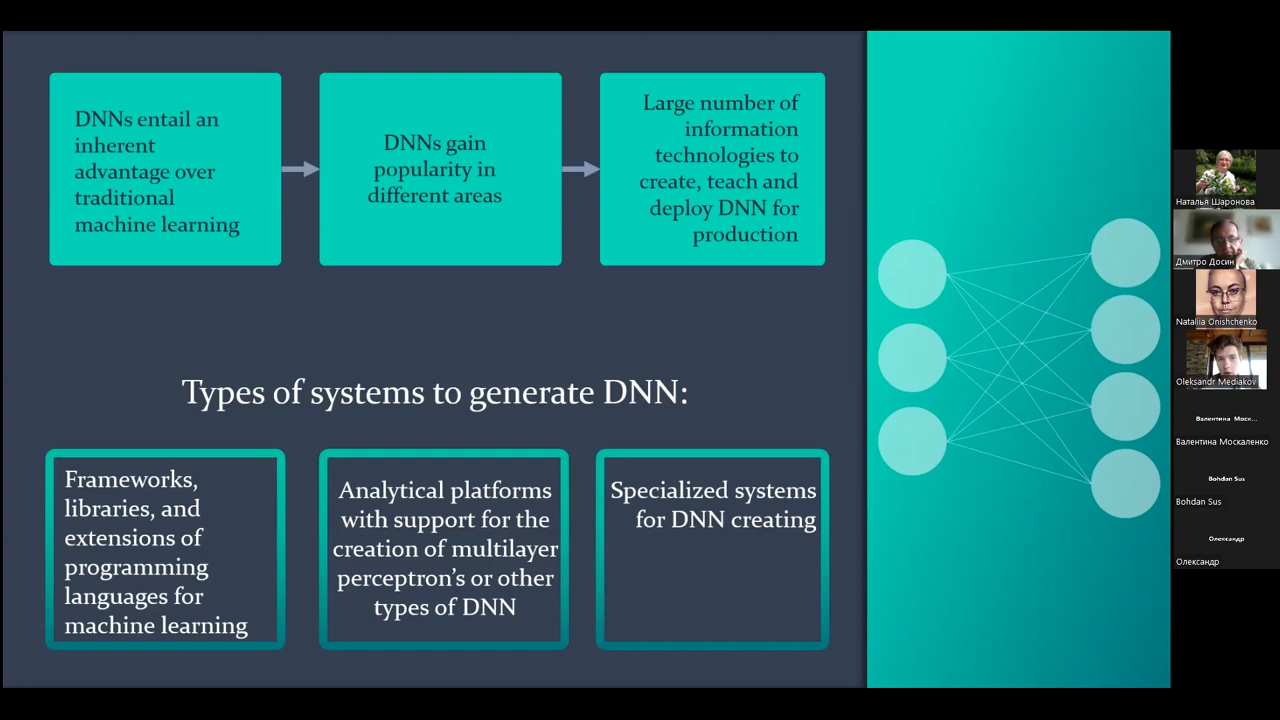 DNNs entail an
inherent
advantage over
traditional
machine learning
DNNs gain
popularity in
different areas
Large number of
information
technologies to
create, teach and
deploy DNN for
production
Types of systems to generate DNN:
Frameworks,
libraries, and
extensions of
programming
languages for
machine learning
Analytical platforms
with support for the
creation of multilayer
perceptron’s or other
types of DNN
Specialized systems
for DNN creating
Наталья Шаронова
Дмитро Досин
Nataliia Onishchenko
Oleksandr Mediakov
Валентина Моск...
Валентина Москаленко
Bohdan Sus
Bohdan Sus
Олександр
Олександр